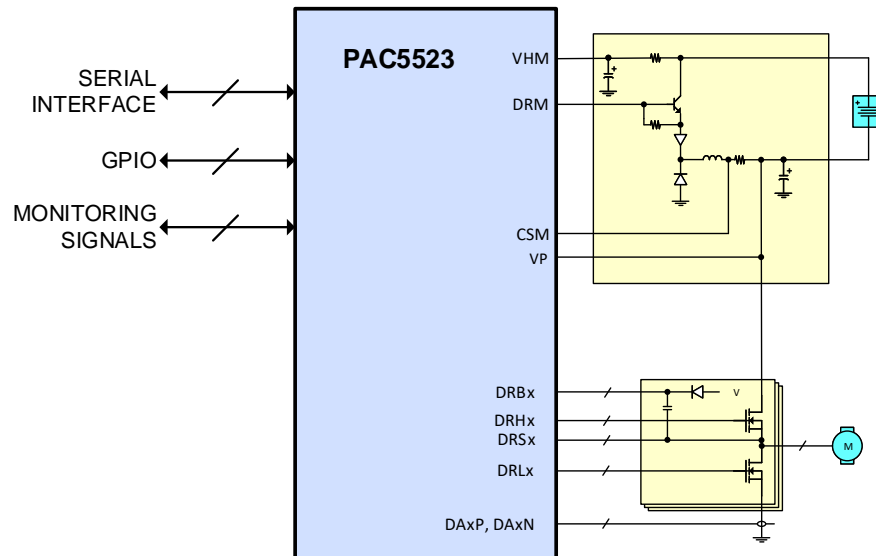 PAC5523
SERIAL
INTERFACE
GPIO
MONITORING
SIGNALS
VHM
DRM
CSM
VP
DRBx
DRHx
DRSx
DRLx
DAxP, DAxN
+
+
+
V
M